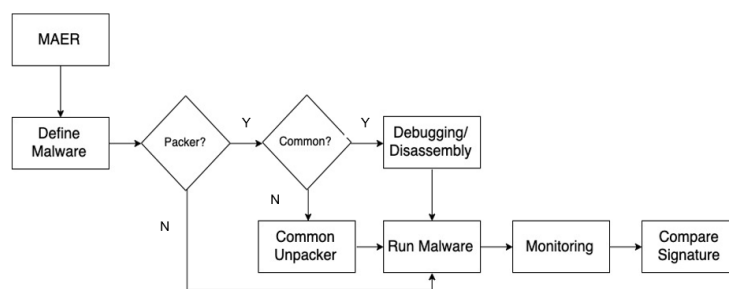 MAER
Define
Malware
Packer?
Y
Common?
Y
Debugging/
Disassembly
N
N
Common
Unpacker
Run Malware
Monitoring
Compare
Signature